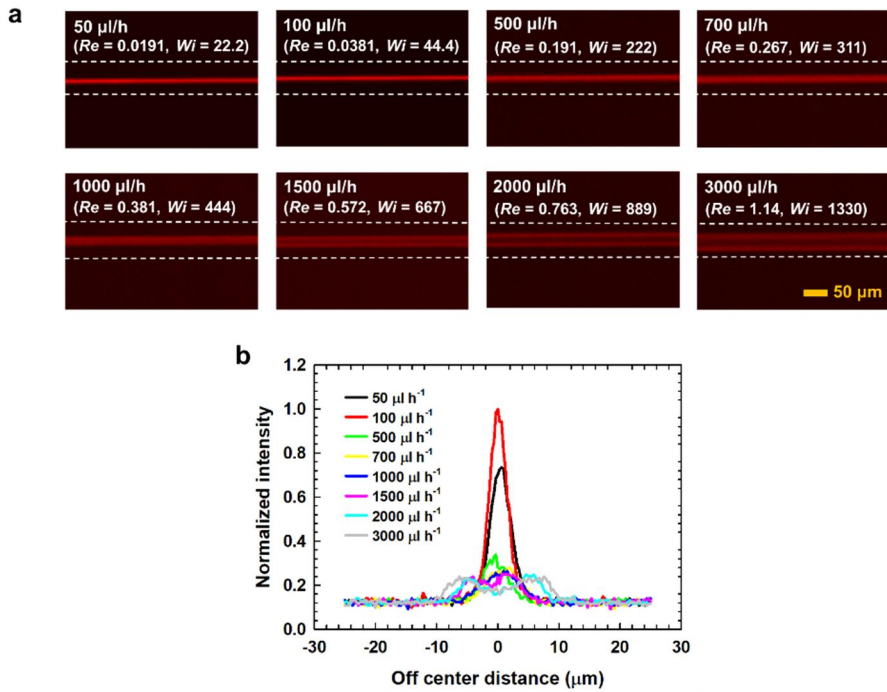 a
50 µl/h
(Re = 0.0191, Wi = 22.2)
100 µl/h
(Re = 0.0381, Wi = 44.4)
500 µl/h
(Re = 0.191, Wi = 222)
700 µl/h
(Re = 0.267, Wi = 311)
1000 µl/h
(Re = 0.381, Wi = 444)
1500 µl/h
(Re = 0.572, Wi = 667)
2000 µl/h
(Re = 0.763, Wi = 889)
3000 µl/h
(Re = 1.14, Wi = 1330)
50 µm
b
1.2
1.0
0.8
0.6
0.4
0.2
0.0
Normalized intensity
50 µl h⁻¹
100 µl h⁻¹
500 µl h⁻¹
700 µl h⁻¹
1000 µl h⁻¹
1500 µl h⁻¹
2000 µl h⁻¹
3000 µl h⁻¹
-30 -20 -10 0 10 20 30
Off center distance (µm)